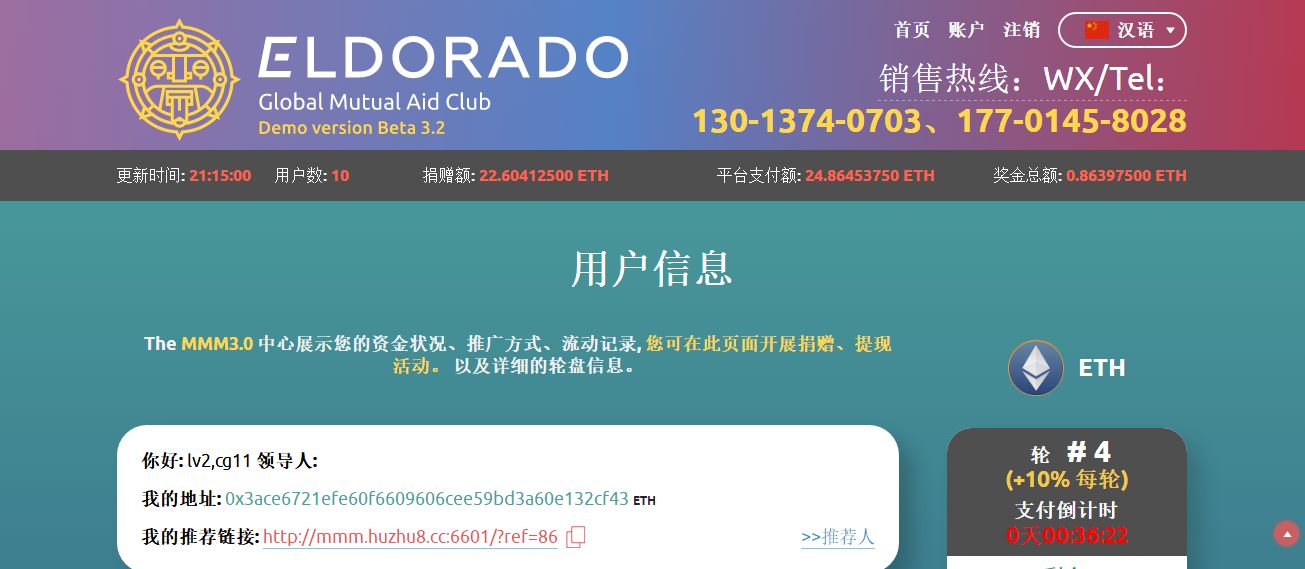 首页 账户 注销 汉语
ELDORADO
Global Mutual Aid Club
Demo version Beta 3.2
销售热线：WX/Tel：
130-1374-0703、177-0145-8028
更新时间: 21:15:00 用户数: 10 捐赠额: 22.60412500 ETH 平台支付额: 24.86453750 ETH 奖金总额: 0.86397500 ETH
用户信息
The MMM3.0 中心展示您的资金状况、推广方式、流动记录, 您可在此页面开展捐赠、提现
活动。 以及详细的轮盘信息。
ETH
你好: lv2,cg11 领导人:
我的地址: 0x3ace6721efe60f6609606cee59bd3a60e132cf43 ETH
我的推荐链接: http://mmm.huzhu8.cc:6601/?ref=86 >>推荐人
轮 # 4
(+10% 每轮)
支付倒计时
0天00:36:22